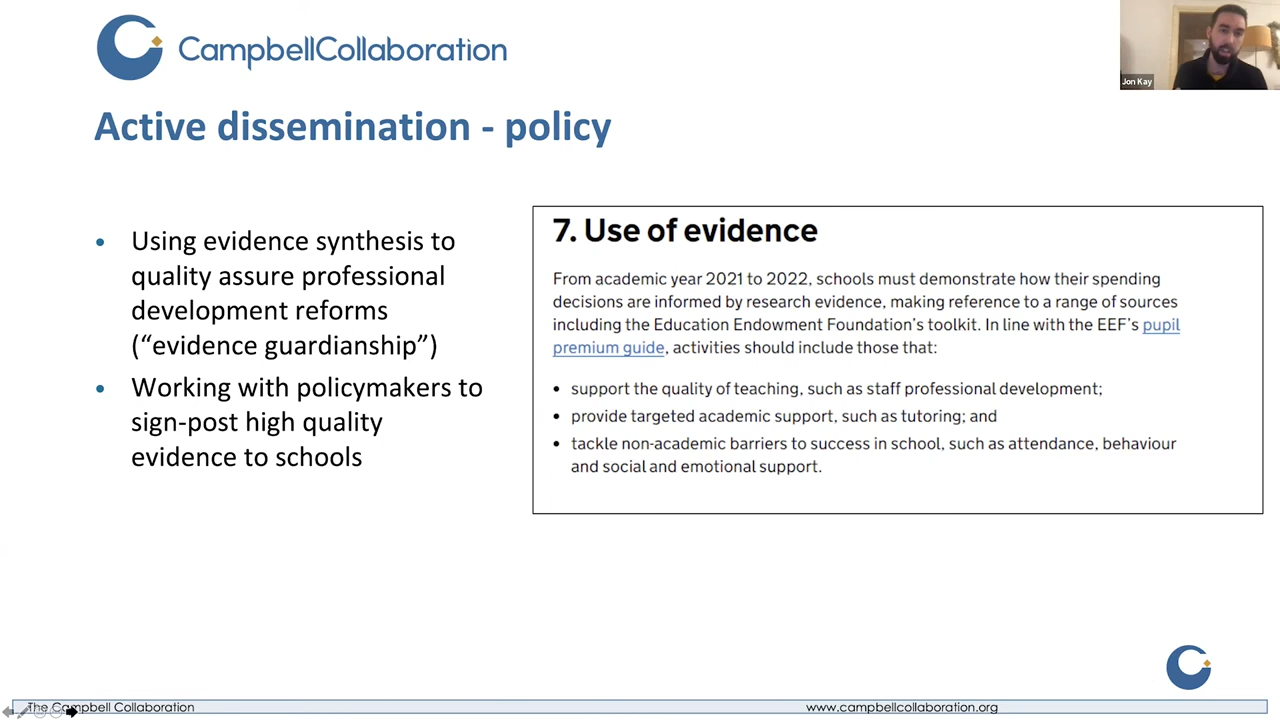 CampbellCollaboration
Jon Kay
Active dissemination - policy
• Using evidence synthesis to
quality assure professional
development reforms
(“evidence guardianship”)
• Working with policymakers to
sign-post high quality
evidence to schools
7. Use of evidence
From academic year 2021 to 2022, schools must demonstrate how their spending
decisions are informed by research evidence, making reference to a range of sources
including the Education Endowment Foundation's toolkit. In line with the EEF's pupil
premium guide, activities should include those that:
• support the quality of teaching, such as staff professional development;
• provide targeted academic support, such as tutoring; and
• tackle non-academic barriers to success in school, such as attendance, behaviour
and social and emotional support.
The Campbell Collaboration
www.campbellcollaboration.org